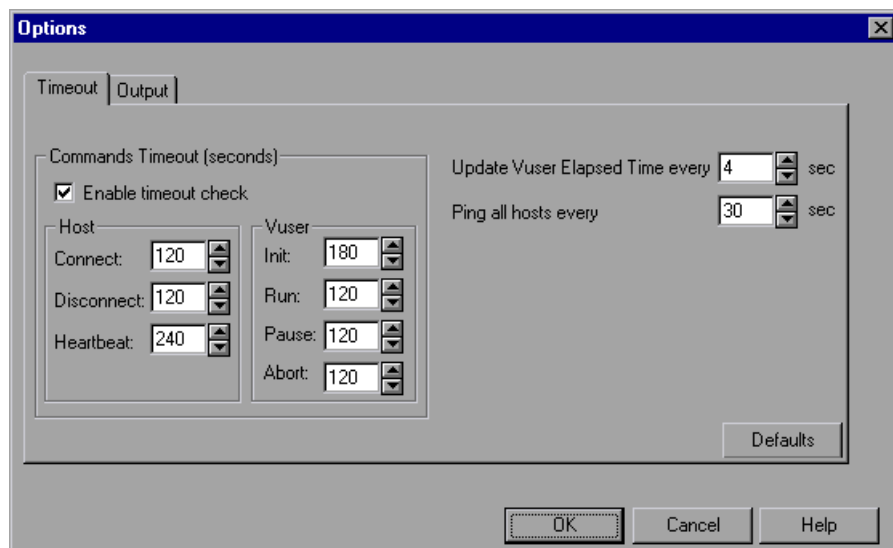 Options
Timeout
Output
Commands Timeout (seconds)
Enable timeout check
Host
Connect: 120
Disconnect: 120
Heartbeat: 240
Vuser
Init: 180
Run: 120
Pause: 120
Abort: 120
Update Vuser Elapsed Time every 4 sec
Ping all hosts every 30 sec
Defaults
OK
Cancel
Help